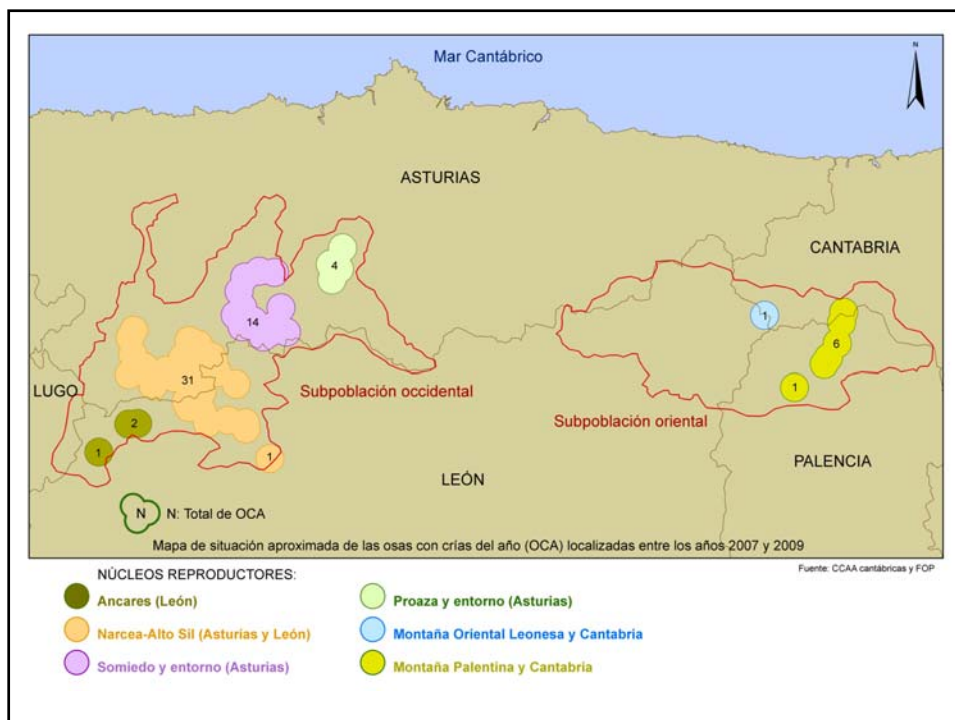 N
Mar Cantábrico
ASTURIAS
CANTABRIA
4
14
1
6
31
LUGO
Subpoblación occidental
1
2
Subpoblación oriental
1
1
PALENCIA
LEÓN
N
N: Total de OCA
Mapa de situación aproximada de las osas con crías del año (OCA) localizadas entre los años 2007 y 2009
Fuente: CCAA cantábricas y FOP
NÚCLEOS REPRODUCTORES:
Ancares (León)
Narcea-Alto Sil (Asturias y León)
Somiedo y entorno (Asturias)
Proaza y entorno (Asturias)
Montaña Oriental Leonesa y Cantabria
Montaña Palentina y Cantabria